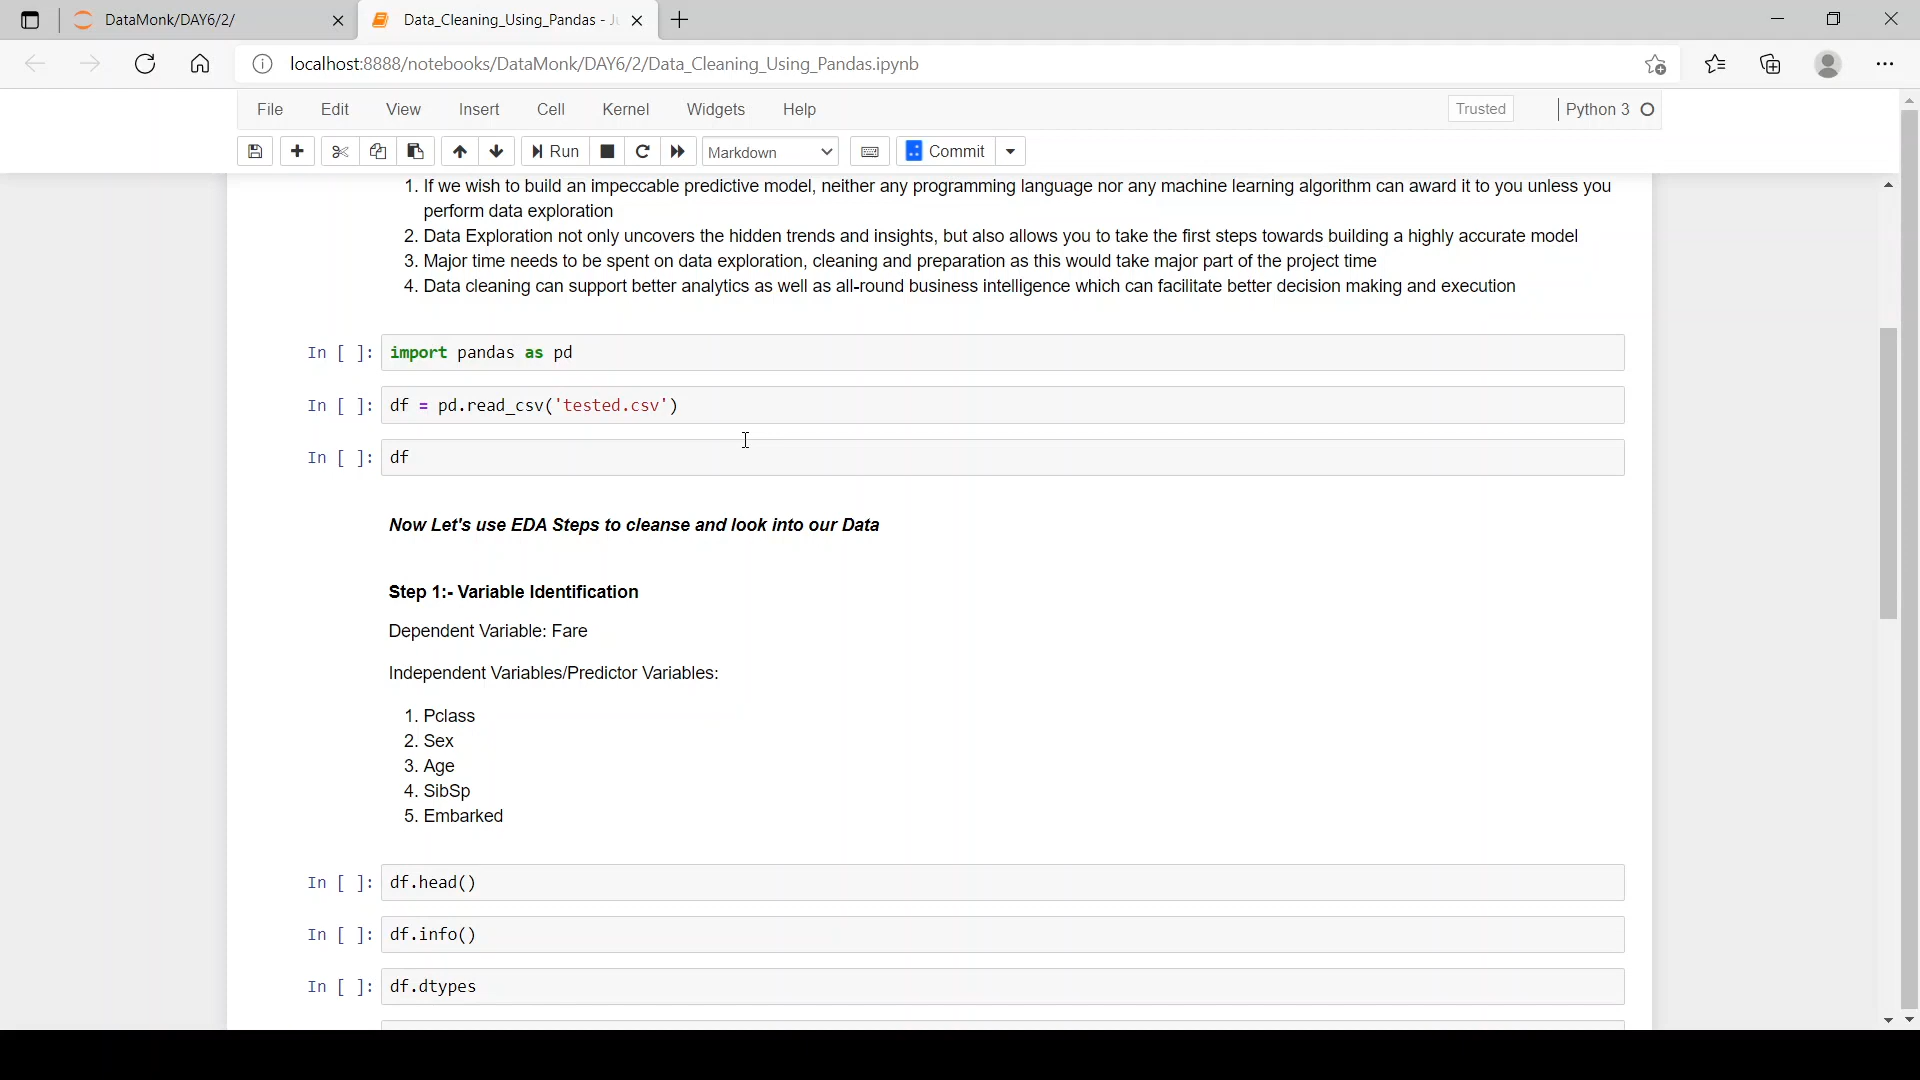 DataMonk/DAY6/2/
Data_Cleaning_Using_Pandas - Ju
localhost:8888/notebooks/DataMonk/DAY6/2/Data_Cleaning_Using_Pandas.ipynb
File Edit View Insert Cell Kernel Widgets Help Trusted Python 3
Run Markdown Commit
1. If we wish to build an impeccable predictive model, neither any programming language nor any machine learning algorithm can award it to you unless you
perform data exploration
2. Data Exploration not only uncovers the hidden trends and insights, but also allows you to take the first steps towards building a highly accurate model
3. Major time needs to be spent on data exploration, cleaning and preparation as this would take major part of the project time
4. Data cleaning can support better analytics as well as all-round business intelligence which can facilitate better decision making and execution
In [ ]: import pandas as pd
In [ ]: df = pd.read_csv('tested.csv')
In [ ]: df
Now Let's use EDA Steps to cleanse and look into our Data
Step 1:- Variable Identification
Dependent Variable: Fare
Independent Variables/Predictor Variables:
1. Pclass
2. Sex
3. Age
4. SibSp
5. Embarked
In [ ]: df.head()
In [ ]: df.info()
In [ ]: df.dtypes